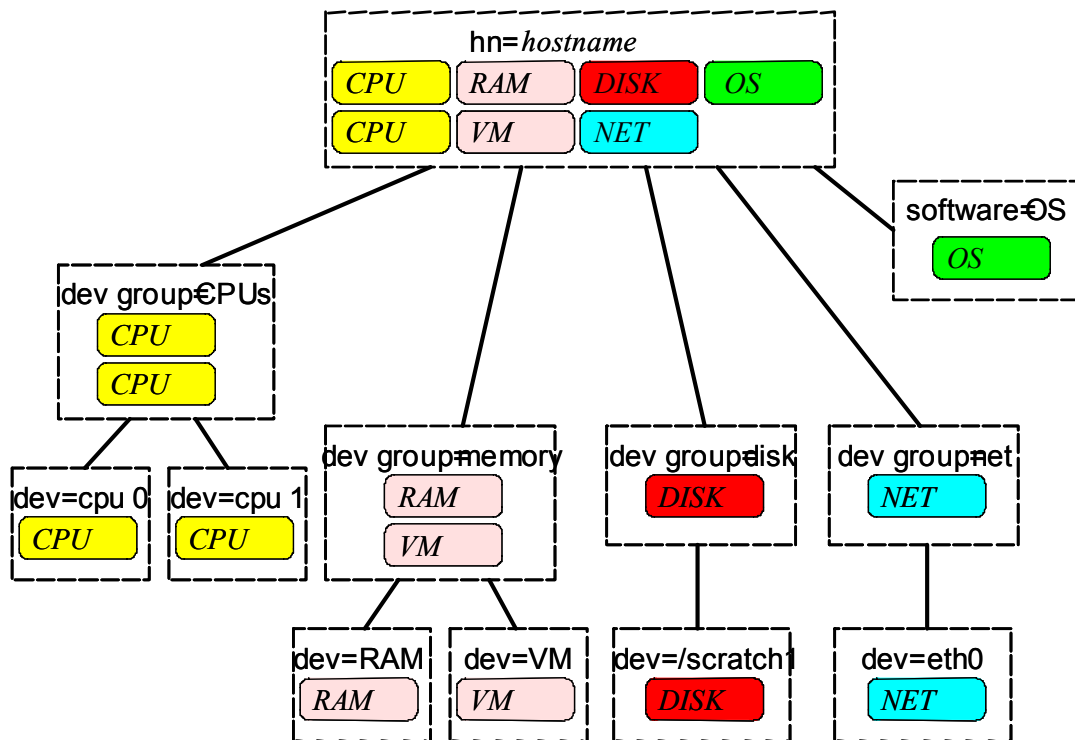 hn=hostname
CPU RAM DISK OS
CPU VM NET
software=OS
OS
dev group=CPUs
CPU
CPU
dev group=memory
RAM
VM
dev group=disk
DISK
dev group=net
NET
dev=cpu 0
CPU
dev=cpu 1
CPU
dev=RAM
RAM
dev=VM
VM
dev=/scratch1
DISK
dev=eth0
NET